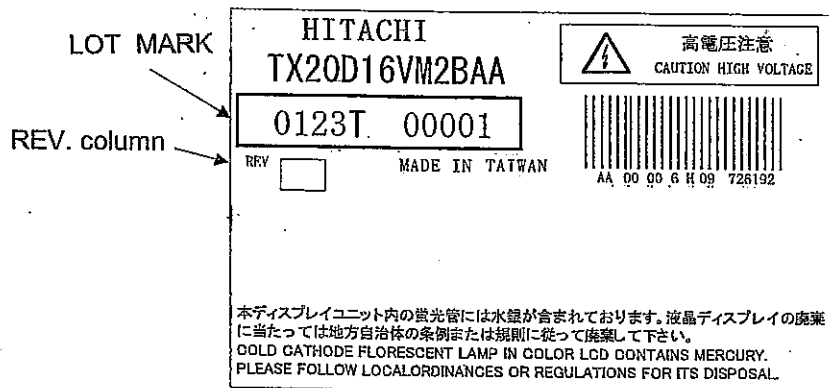 LOT MARK
HITACHI
TX20D16VM2BAA
高電圧注意
CAUTION HIGH VOLTAGE
0123T 00001
REV. column
REV
MADE IN TAIWAN
AA 00 00 6 H 09 726192
本ディスプレイユニット内の蛍光管には水銀が含まれております。液晶ディスプレイの廃棄
に当たっては地方自治体の条例または規則に従って廃棄して下さい。
COLD CATHODE FLORESCENT LAMP IN COLOR LCD CONTAINS MERCURY.
PLEASE FOLLOW LOCALORDINANCES OR REGULATIONS FOR ITS DISPOSAL.